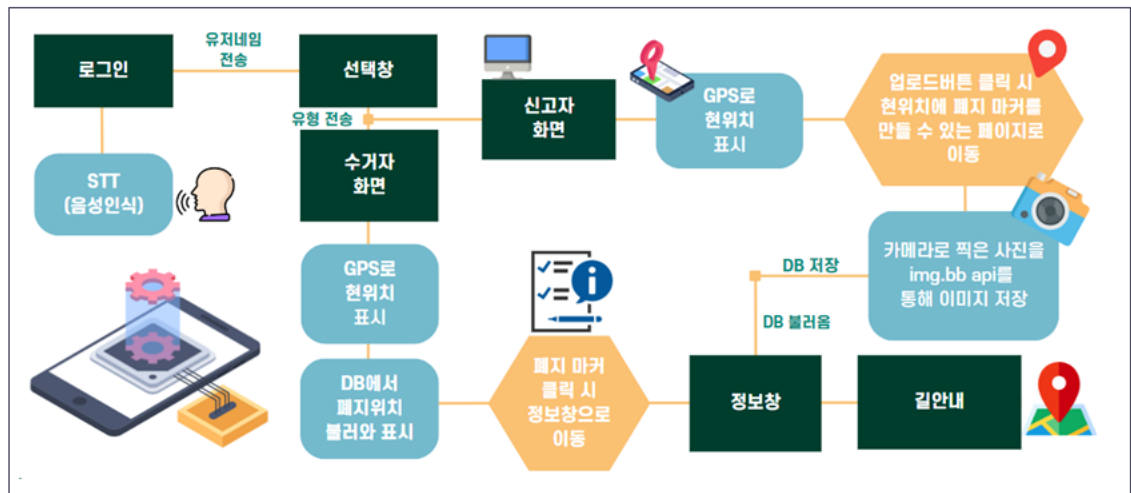 로그인
유저네임
전송
선택창
STT
(음성인식)
유형 전송
수거자
화면
신고자
화면
GPS로
현위치
표시
업로드버튼 클릭 시
현위치에 폐지 마커를
만들 수 있는 페이지로
이동
카메라로 찍은 사진을
img.bb api를
통해 이미지 저장
DB 저장
DB 불러옴
GPS로
현위치
표시
DB에서
폐지위치
불러와 표시
폐지 마커
클릭 시
정보창으로
이동
정보창
길안내